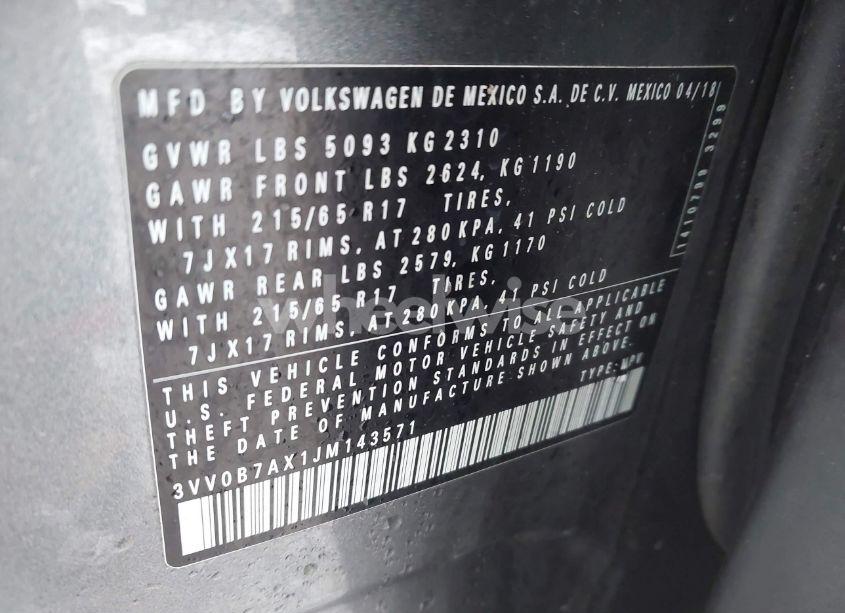 MFD BY VOLKSWAGEN DE MEXICO S.A. DE C.V. MEXICO 04/18
GVWR LBS 5093 KG 2310
GAWR FRONT LBS 2624, KG 1190
WITH 215/65 R17 TIRES,
7JX17 RIMS, AT 280 KPA, 41 PSI COLD
GAWR REAR LBS 2579, KG 1170
WITH 215/65 R17 TIRES,
7JX17 RIMS, AT 280 KPA, 41 PSI COLD
THIS VEHICLE CONFORMS TO ALL APPLICABLE
U.S. FEDERAL MOTOR VEHICLE SAFETY AND
THEFT PREVENTION STANDARDS IN EFFECT ON
THE DATE OF MANUFACTURE SHOWN ABOVE.
TYPE: MPV
3VV0B7AX1JM143571
3299
wheelwise